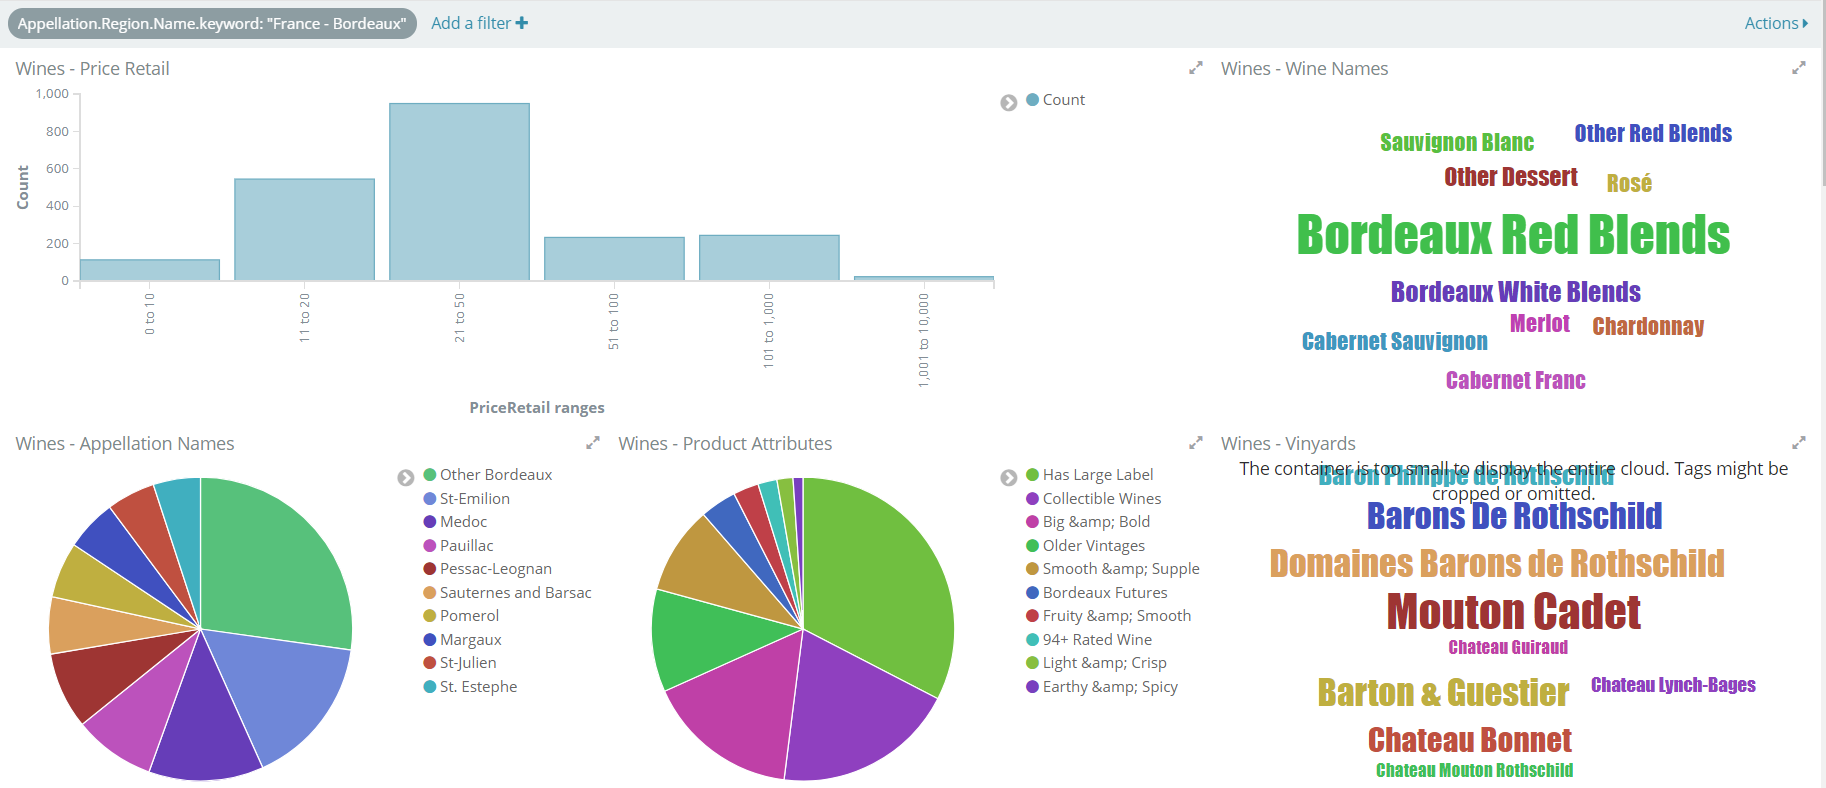 Appellation.Region.Name.keyword: "France - Bordeaux"
Add a filter
Actions
Wines - Price Retail
1,000
800
600
400
200
0
Count
0 to 10
11 to 20
21 to 50
51 to 100
101 to 1,000
1,001 to 10,000
PriceRetail ranges
Count
Wines - Wine Names
Sauvignon Blanc
Other Red Blends
Other Dessert
Rosé
Bordeaux Red Blends
Bordeaux White Blends
Merlot
Chardonnay
Cabernet Sauvignon
Cabernet Franc
Wines - Appellation Names
Other Bordeaux
St-Emilion
Medoc
Pauillac
Pessac-Leognan
Sauternes and Barsac
Pomerol
Margaux
St-Julien
St. Estephe
Wines - Product Attributes
Has Large Label
Collectible Wines
Big &amp; Bold
Older Vintages
Smooth &amp; Supple
Bordeaux Futures
Fruity &amp; Smooth
94+ Rated Wine
Light &amp; Crisp
Earthy &amp; Spicy
Wines - Vinyards
The container is too small to display the entire cloud. Tags might be
cropped or omitted.
Baron Philippe de Rothschild
Barons De Rothschild
Domaines Barons de Rothschild
Mouton Cadet
Chateau Guiraud
Barton & Guestier
Chateau Lynch-Bages
Chateau Bonnet
Chateau Mouton Rothschild